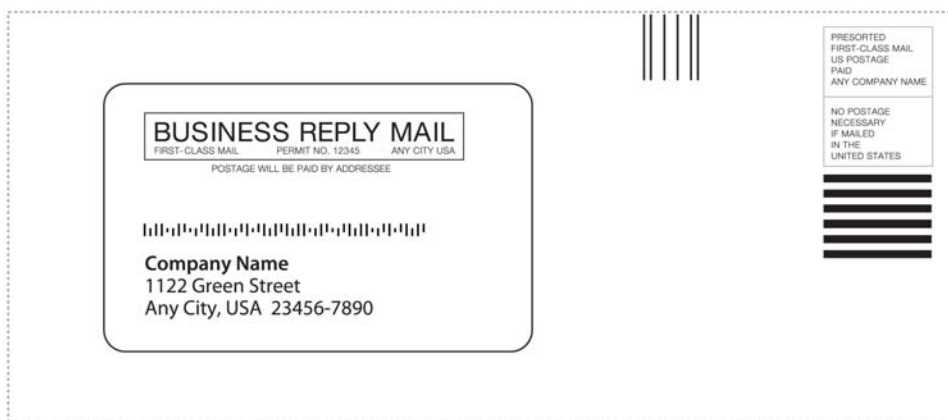 PRESORTED
FIRST-CLASS MAIL
US POSTAGE
PAID
ANY COMPANY NAME
NO POSTAGE
NECESSARY
IF MAILED
IN THE
UNITED STATES
BUSINESS REPLY MAIL
FIRST-CLASS MAIL PERMIT NO. 12345 ANY CITY USA
POSTAGE WILL BE PAID BY ADDRESSEE
Company Name
1122 Green Street
Any City, USA 23456-7890